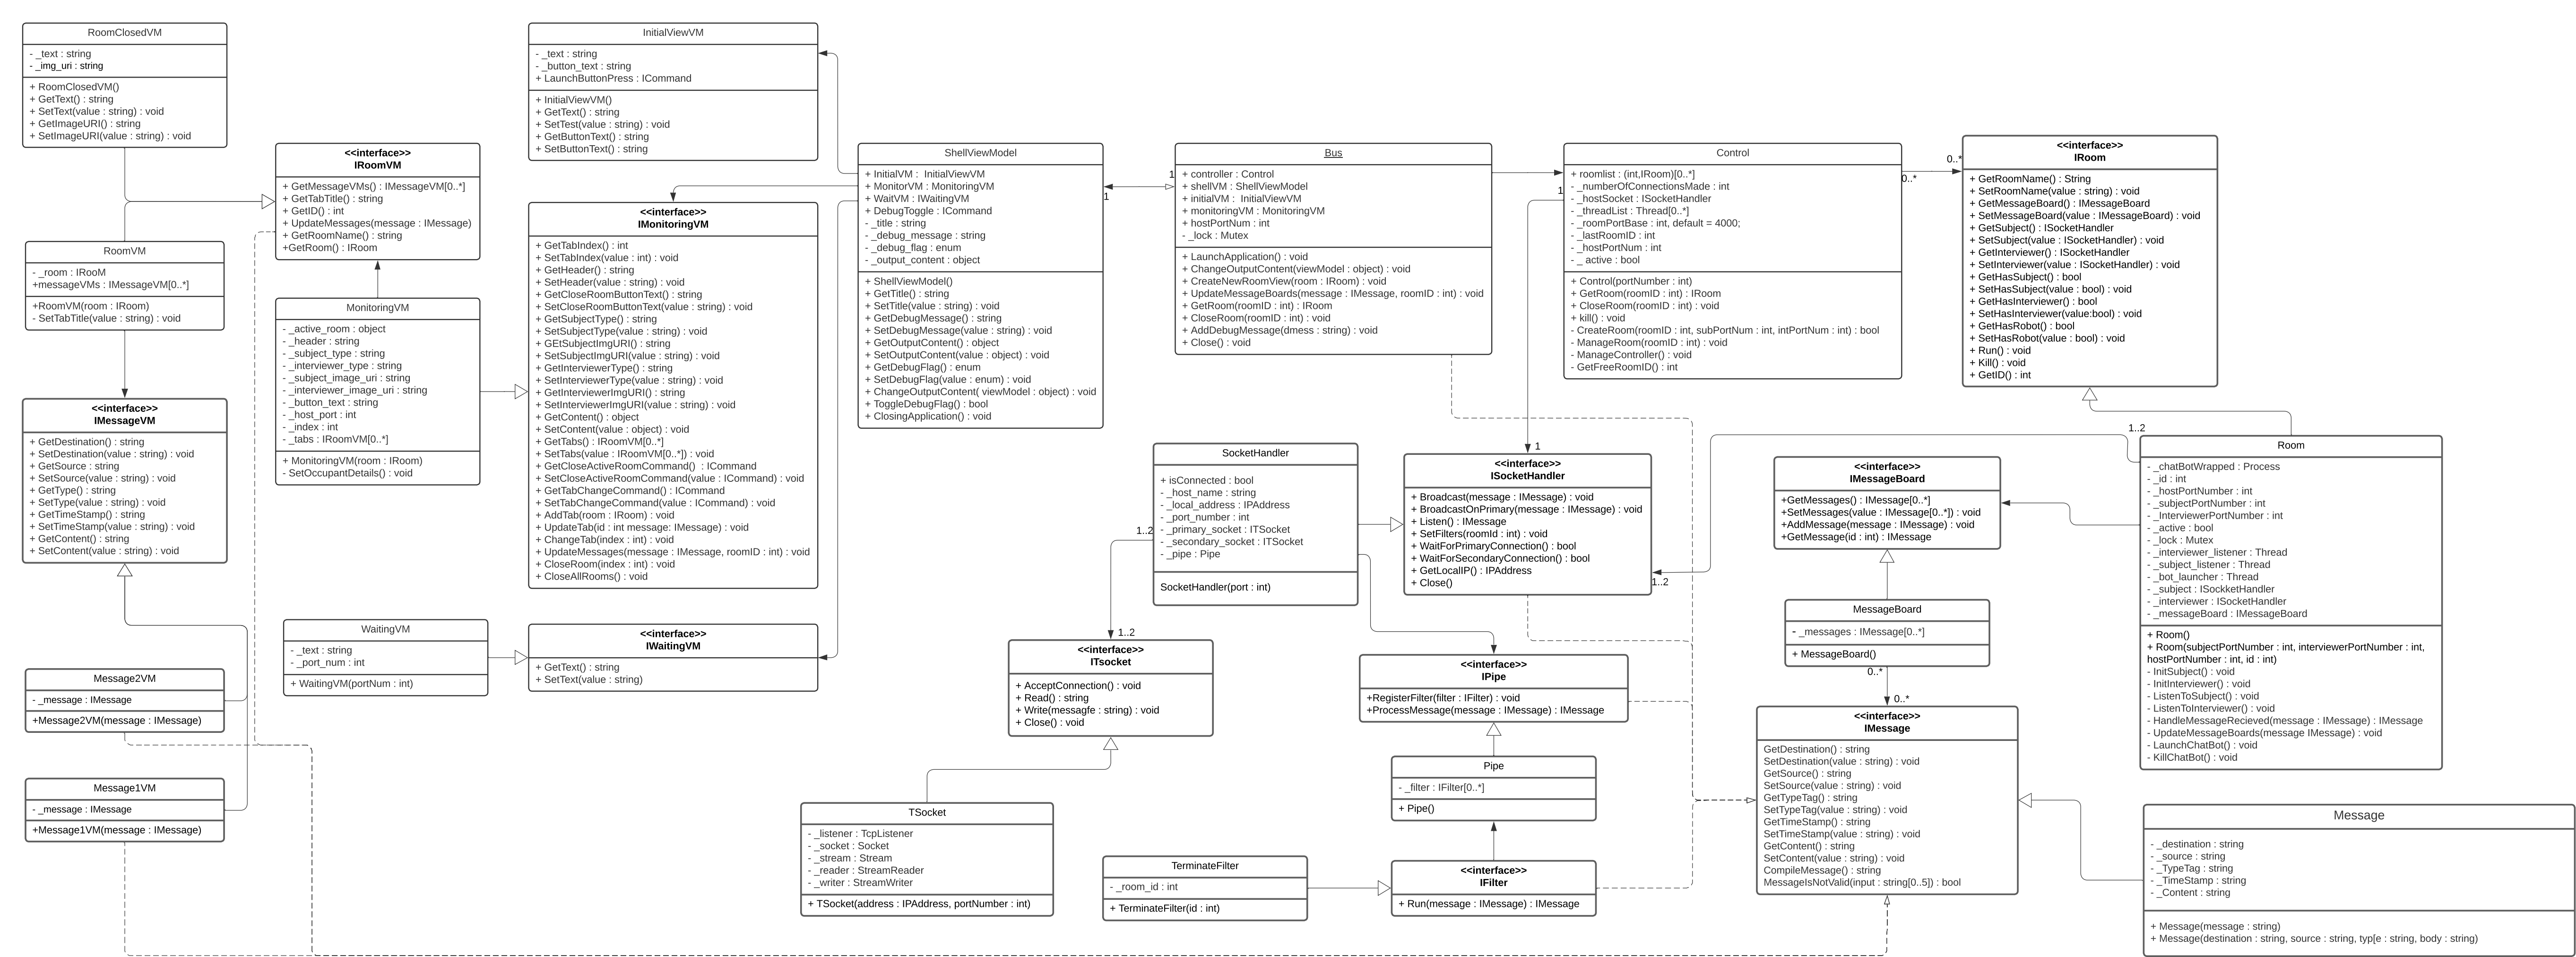 RoomClosedVM
- _text : string
- _img_uri : string
+ RoomClosedVM()
+ GetText() : string
+ SetText(value : string) : void
+ GetImageURI() : string
+ SetImageURI(value : string) : void
<<interface>>
IRoomVM
+ GetMessageVMs() : IMessageVM[0..*]
+ GetTabTitle() : string
+ GetID() : int
+ UpdateMessages(message : IMessage)
+ GetRoomName() : string
+GetRoom() : IRoom
RoomVM
- _room : IRooM
+messageVMs : IMessageVM[0..*]
+RoomVM(room : IRoom)
- SetTabTitle(value : string) : void
MonitoringVM
- _active_room : object
- _header : string
- _subject_type : string
- _interviewer_type : string
- _subject_image_uri : string
- _interviewer_image_uri : string
- _button_text : string
- _host_port : int
- _index : int
- _tabs : IRoomVM[0..*]
+ MonitoringVM(room : IRoom)
- SetOccupantDetails() : void
<<interface>>
IMessageVM
+ GetDestination() : string
+ SetDestination(value : string) : void
+ GetSource : string
+ SetSource(value : string) : void
+ GetType() : string
+ SetType(value : string) : void
+ GetTimeStamp() : string
+ SetTimeStamp(value : string) : void
+ GetContent() : string
+ SetContent(value : string) : void
Message2VM
- _message : IMessage
+Message2VM(message : IMessage)
Message1VM
- _message : IMessage
+Message1VM(message : IMessage)
WaitingVM
- _text : string
- _port_num : int
+ WaitingVM(portNum : int)
InitialViewVM
- _text : string
- _button_text : string
+ LaunchButtonPress : ICommand
+ InitialViewVM()
+ GetText() : string
+ SetTest(value : string) : void
+ GetButtonText() : string
+ SetButtonText() : string
<<interface>>
IMonitoringVM
+ GetTabIndex() : int
+ SetTabIndex(value : int) : void
+ GetHeader() : string
+ SetHeader(value : string) : void
+ GetCloseRoomButtonText() : string
+ SetCloseRoomButtonText(value : string) : void
+ GetSubjectType() : string
+ SetSubjectType(value : string) : void
+ GEtSubjectImgURI() : string
+ SetSubjectImgURI(value : string) : void
+ GetInterviewerType() : string
+ SetInterviewerType(value : string) : void
+ GetInterviewerImgURI() : string
+ SetInterviewerImgURI(value : string) : void
+ GetContent() : object
+ SetContent(value : object) : void
+ GetTabs() : IRoomVM[0..*]
+ SetTabs(value : IRoomVM[0..*]) : void
+ GetCloseActiveRoomCommand() : ICommand
+ SetCloseActiveRoomCommand(value : ICommand) : void
+ GetTabChangeCommand() : ICommand
+ SetTabChangeCommand(value : ICommand) : void
+ AddTab(room : IRoom) : void
+ UpdateTab(id : int message: IMessage) : void
+ ChangeTab(index : int) : void
+ UpdateMessages(message : IMessage, roomID : int) : void
+ CloseRoom(index : int) : void
+ CloseAllRooms() : void
<<interface>>
IWaitingVM
+ GetText() : string
+ SetText(value : string)
ShellViewModel
+ InitialVM : InitialViewVM
+ MonitorVM : MonitoringVM
+ WaitVM : IWaitingVM
+ DebugToggle : ICommand
- _title : string
- _debug_message : string
- _debug_flag : enum
- _output_content : object
+ ShellViewModel()
+ GetTitle() : string
+ SetTitle(value : string) : void
+ GetDebugMessage() : string
+ SetDebugMessage(value : string) : void
+ GetOutputContent() : object
+ SetOutputContent(value : object) : void
+ GetDebugFlag() : enum
+ SetDebugFlag(value : enum) : void
+ ChangeOutputContent( viewModel : object) : void
+ ToggleDebugFlag() : bool
+ ClosingApplication() : void
1
1
Bus
+ controller : Control
+ shellVM : ShellViewModel
+ initialVM : InitialViewVM
+ monitoringVM : MonitoringVM
+ hostPortNum : int
- _lock : Mutex
+ LaunchApplication() : void
+ ChangeOutputContent(viewModel : object) : void
+ CreateNewRoomView(room : IRoom) : void
+ UpdateMessageBoards(message : IMessage, roomID : int) : void
+ GetRoom(roomID : int) : IRoom
+ CloseRoom(roomID : int) : void
+ AddDebugMessage(dmess : string) : void
+ Close() : void
Control
+ roomlist : (int,IRoom)[0..*]
- _numberOfConnectionsMade : int
- _hostSocket : ISocketHandler
- _threadList : Thread[0..*]
- _roomPortBase : int, default = 4000;
- _lastRoomID : int
- _hostPortNum : int
- _ active : bool
+ Control(portNumber : int)
+ GetRoom(roomID : int) : IRoom
+ CloseRoom(roomID : int) : void
+ kill() : void
- CreateRoom(roomID : int, subPortNum : int, intPortNum : int) : bool
- ManageRoom(roomID : int) : void
- ManageController() : void
- GetFreeRoomID() : int
1
1
0..*
0..*
<<interface>>
IRoom
+ GetRoomName() : String
+ SetRoomName(value : string) : void
+ GetMessageBoard() : IMessageBoard
+ SetMessageBoard(value : IMessageBoard) : void
+ GetSubject() : ISocketHandler
+ SetSubject(value : ISocketHandler) : void
+ GetInterviewer() : ISocketHandler
+ SetInterviewer(value : ISocketHandler) : void
+ GetHasSubject() : bool
+ SetHasSubject(value : bool) : void
+ GetHasInterviewer() : bool
+ SetHasInterviewer(value:bool) : void
+ GetHasRobot() : bool
+ SetHasRobot(value : bool) : void
+ Run() : void
+ Kill() : void
+ GetID() : int
SocketHandler
+ isConnected : bool
- _host_name : string
- _local_address : IPAddress
- _port_number : int
- _primary_socket : ITSocket
- _secondary_socket : ITSocket
- _pipe : Pipe
SocketHandler(port : int)
1..2
1..2
<<interface>>
ISocketHandler
+ Broadcast(message : IMessage) : void
+ BroadcastOnPrimary(message : IMessage) : void
+ Listen() : IMessage
+ SetFilters(roomId : int) : void
+ WaitForPrimaryConnection() : bool
+ WaitForSecondaryConnection() : bool
+ GetLocalIP() : IPAddress
+ Close()
1..2
1..2
<<interface>>
IMessageBoard
+GetMessages() : IMessage[0..*]
+SetMessages(value : IMessage[0..*]) : void
+AddMessage(message : IMessage) : void
+GetMessage(id : int) : IMessage
MessageBoard
- _messages : IMessage[0..*]
+ MessageBoard()
0..*
0..*
Room
- _chatBotWrapped : Process
- _id : int
- _hostPortNumber : int
- _subjectPortNumber : int
- _InterviewerPortNumber : int
- _active : bool
- _lock : Mutex
- _interviewer_listener : Thread
- _subject_listener : Thread
- _bot_launcher : Thread
- _subject : ISockketHandler
- _interviewer : ISocketHandler
- _messageBoard : IMessageBoard
+ Room()
+ Room(subjectPortNumber : int, interviewerPortNumber : int,
hostPortNumber : int, id : int)
- InitSubject() : void
- InitInterviewer() : void
- ListenToSubject() : void
- ListenToInterviewer() : void
- HandleMessageRecieved(message : IMessage) : IMessage
- UpdateMessageBoards(message IMessage) : void
- LaunchChatBot() : void
- KillChatBot() : void
<<interface>>
ITsocket
+ AcceptConnection() : void
+ Read() : string
+ Write(messagfe : string) : void
+ Close() : void
<<interface>>
IPipe
+RegisterFilter(filter : IFilter) : void
+ProcessMessage(message : IMessage) : IMessage
Pipe
- _filter : IFilter[0..*]
+ Pipe()
<<interface>>
IMessage
GetDestination() : string
SetDestination(value : string) : void
GetSource() : string
SetSource(value : string) : void
GetTypeTag() : string
SetTypeTag(value : string) : void
GetTimeStamp() : string
SetTimeStamp(value : string) : void
GetContent() : string
SetContent(value : string) : void
CompileMessage() : string
MessageIsNotValid(input : string[0..5]) : bool
TSocket
- _listener : TcpListener
- _socket : Socket
- _stream : Stream
- _reader : StreamReader
- _writer : StreamWriter
+ TSocket(address : IPAddress, portNumber : int)
TerminateFilter
- _room_id : int
+ TerminateFilter(id : int)
<<interface>>
IFilter
+ Run(message : IMessage) : IMessage
Message
- _destination : string
- _source : string
- _TypeTag : string
- _TimeStamp : string
- _Content : string
+ Message(message : string)
+ Message(destination : string, source : string, typ[e : string, body : string)